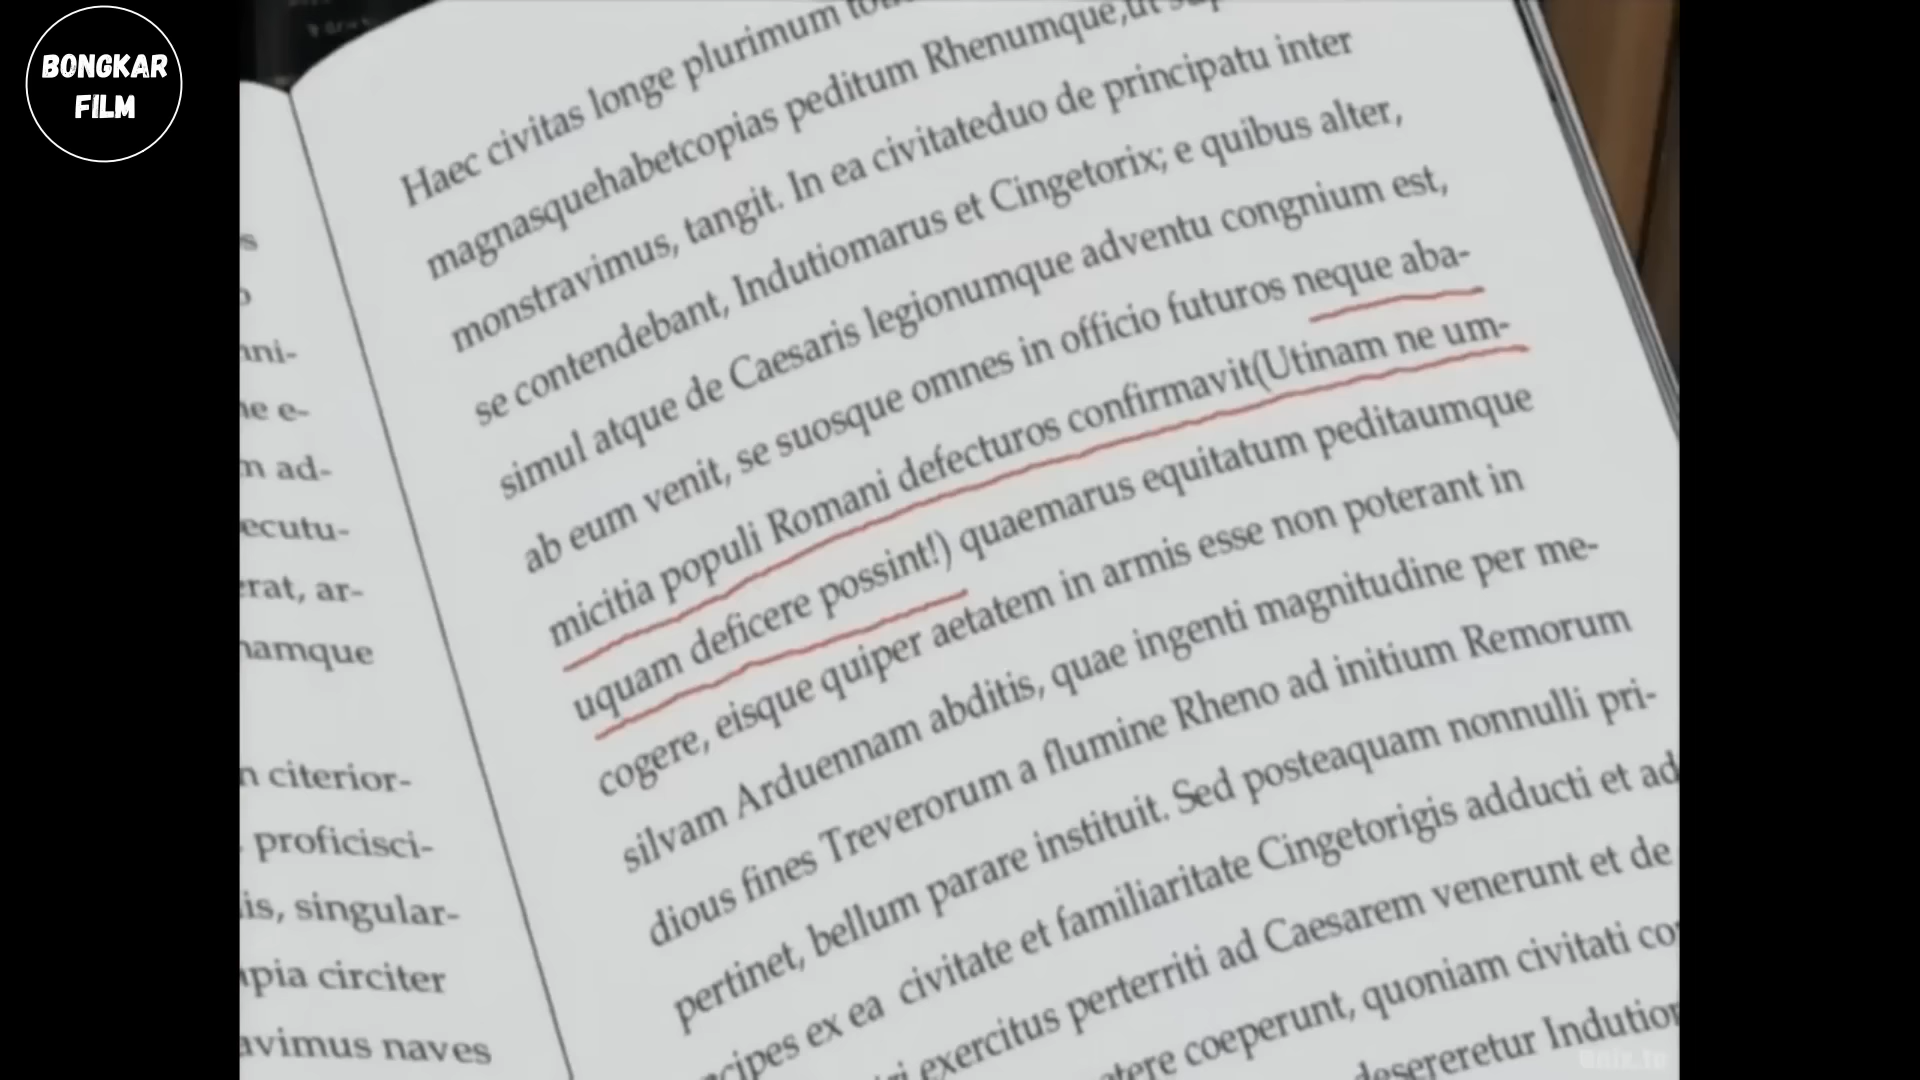 BONGKAR
FILM
ni-
e e-
ad-
ecutu-
erat, ar-
namque
citerior-
proficisci-
is, singular-
circiter
avimus naves
Haec civitas longe plurimum
magnasquehabetcopias peditum Rhenumque,ut
monstravimus, tangit. In ea civitateduo de principatu inter
se contendebant, Indutiomarus et Cingetorix; e quibus alter,
simul atque de Caesaris legionumque adventu congnium est,
ab eum venit, se suosque omnes in officio futuros neque aba-
micitia populi Romani defecturos confirmavit(Utinam ne um-
uquam deficere possint!) quaemarus equitatum peditaumque
cogere, eisque quiper aetatem in armis esse non poterant in
silvam Arduennam abditis, quae ingenti magnitudine per me-
dious fines Treverorum a flumine Rheno ad initium Remorum
pertinet, bellum parare instituit. Sed posteaquam nonnulli pri-
ncipes ex ea civitate et familiaritate Cingetorigis adducti et ad
exercitus perterriti ad Caesarem venerunt et de
coeperunt, quoniam civitati
desereretur